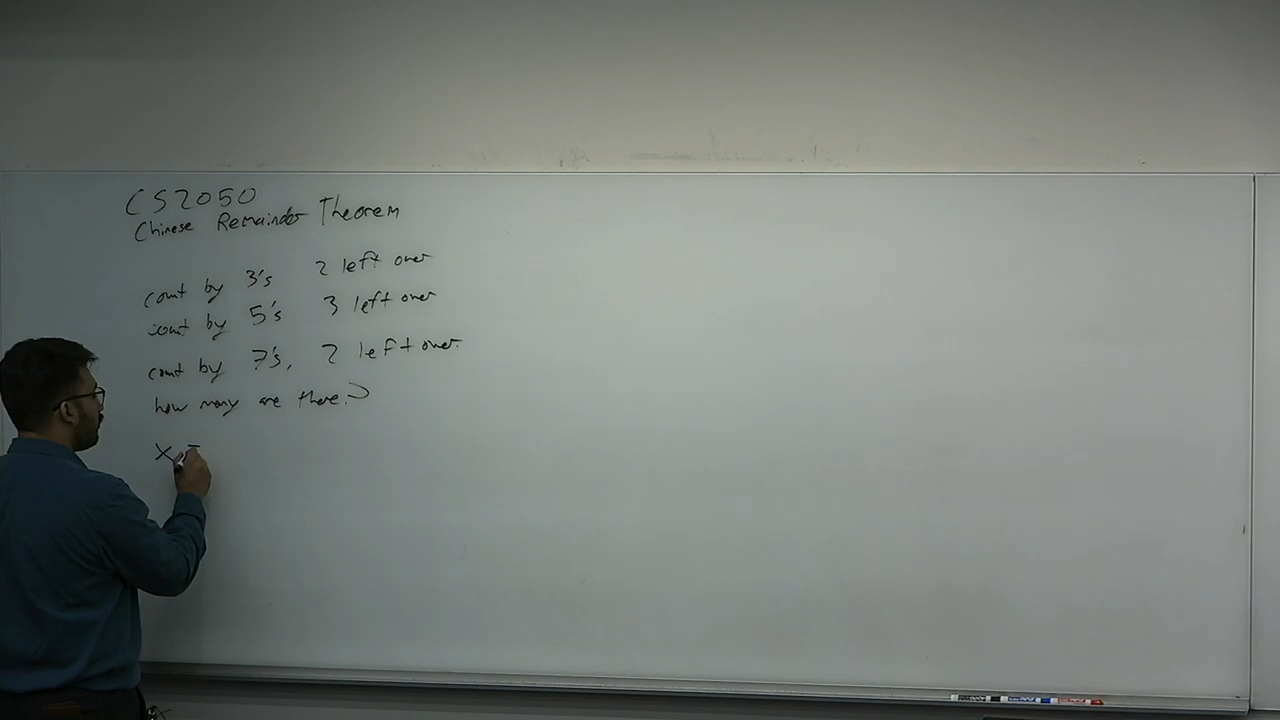 CS2050
Chinese Remainder Theorem
count by 3's 2 left over
count by 5's 3 left over
count by 7's, 2 left over.
how many are there?
x